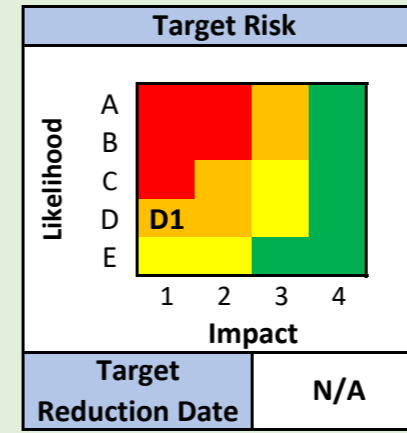 Target Risk
Likelihood
A
B
C
D D1
E
1 2 3 4
Impact
Target
Reduction Date
N/A